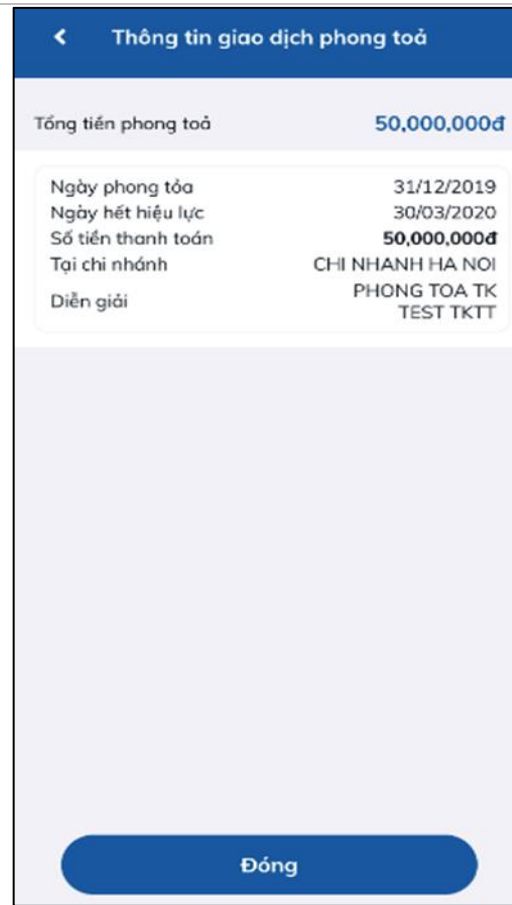 Thông tin giao dịch phong toả
Tổng tiền phong toả 50,000,000đ
Ngày phong tỏa 31/12/2019
Ngày hết hiệu lực 30/03/2020
Số tiền thanh toán 50,000,000đ
Tại chi nhánh CHI NHANH HA NOI
Diễn giải PHONG TOA TK
TEST TKTT
Đóng